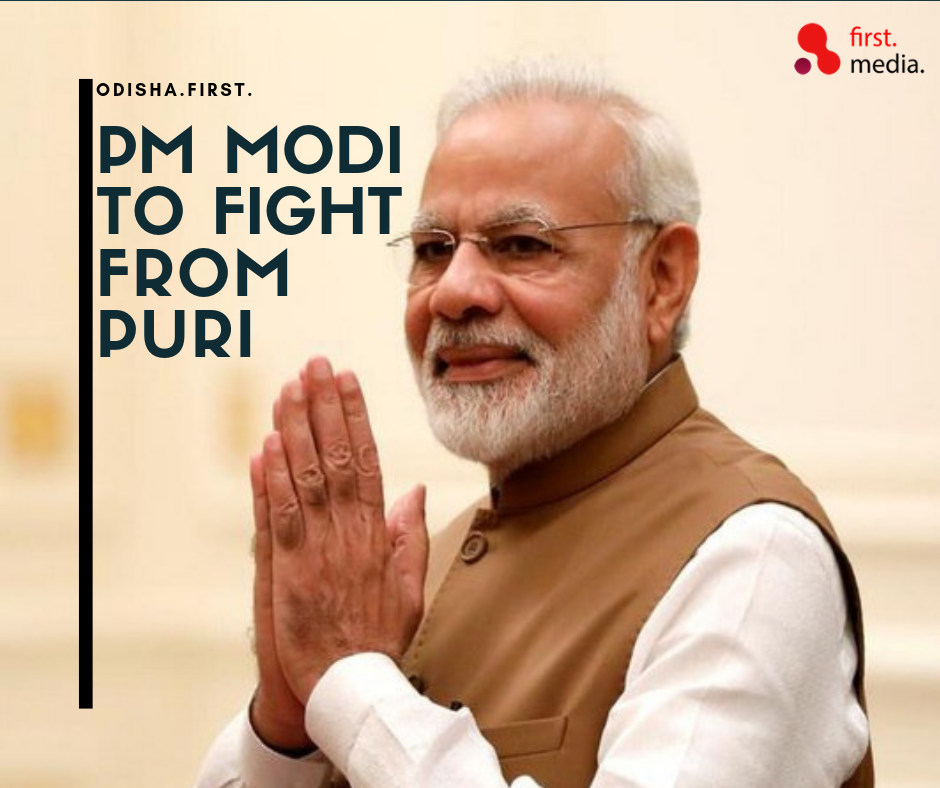 first.
media.
ODISHA.FIRST.
PM MODI
TO FIGHT
FROM
PURI